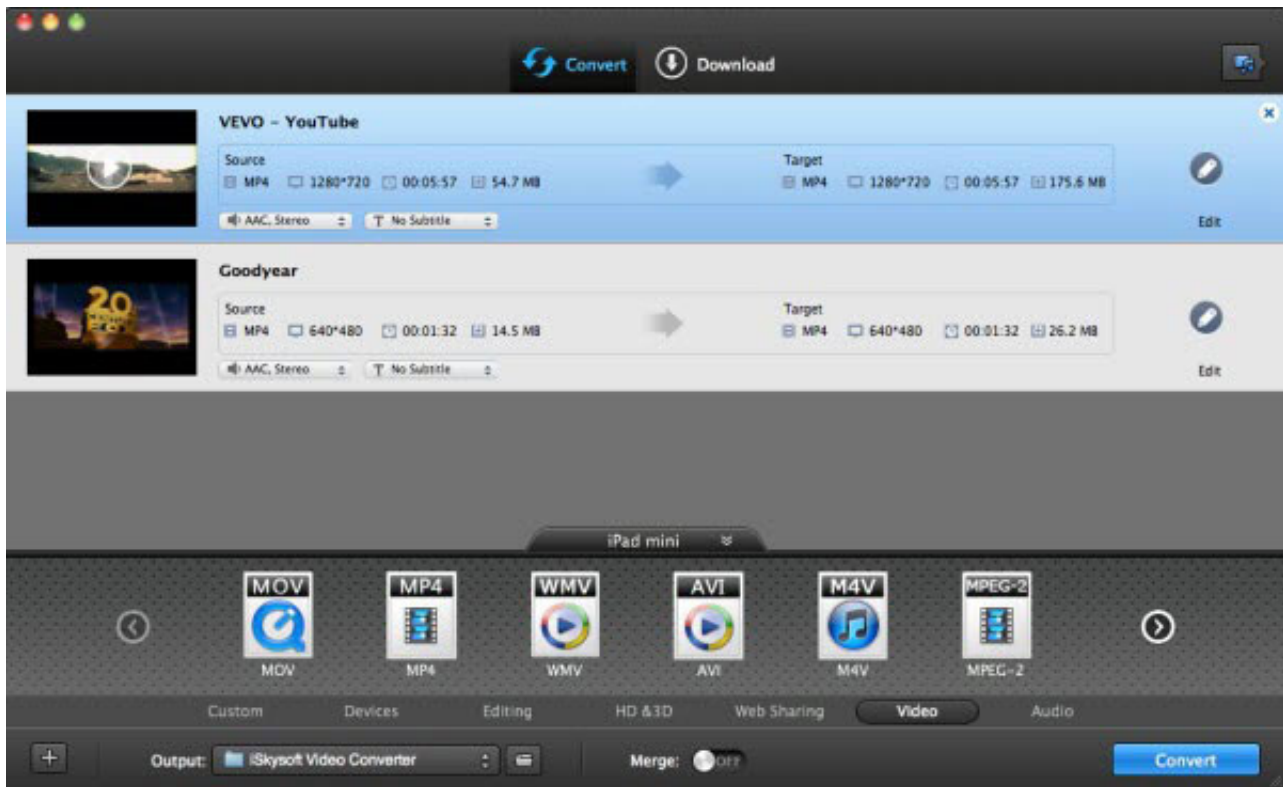 Convert Download
VEVO – YouTube
Source Target
MP4 1280*720 00:05:57 54.7 MB MP4 1280*720 00:05:57 175.6 MB
AAC, Stereo T No Subtitle Edit
20
Goodyear
Source Target
MP4 640*480 00:01:32 14.5 MB MP4 640*480 00:01:32 26.2 MB
AAC, Stereo T No Subtitle Edit
iPad mini
MOV MP4 WMV AVI M4V MPEG-2
MOV MP4 WMV AVI M4V MPEG-2
Custom Devices Editing HD &3D Web Sharing Video Audio
Output: iSkysoft Video Converter Merge: OFF Convert